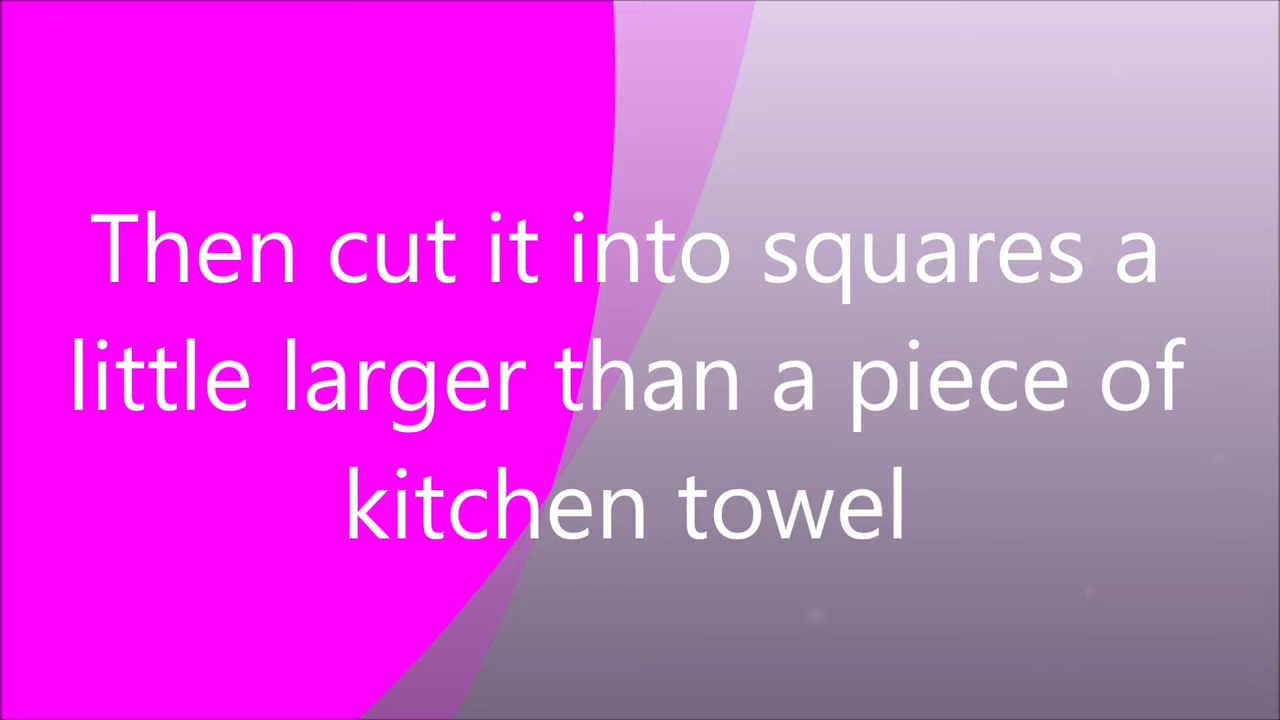 Then cut it into squares a
little larger than a piece of
kitchen towel